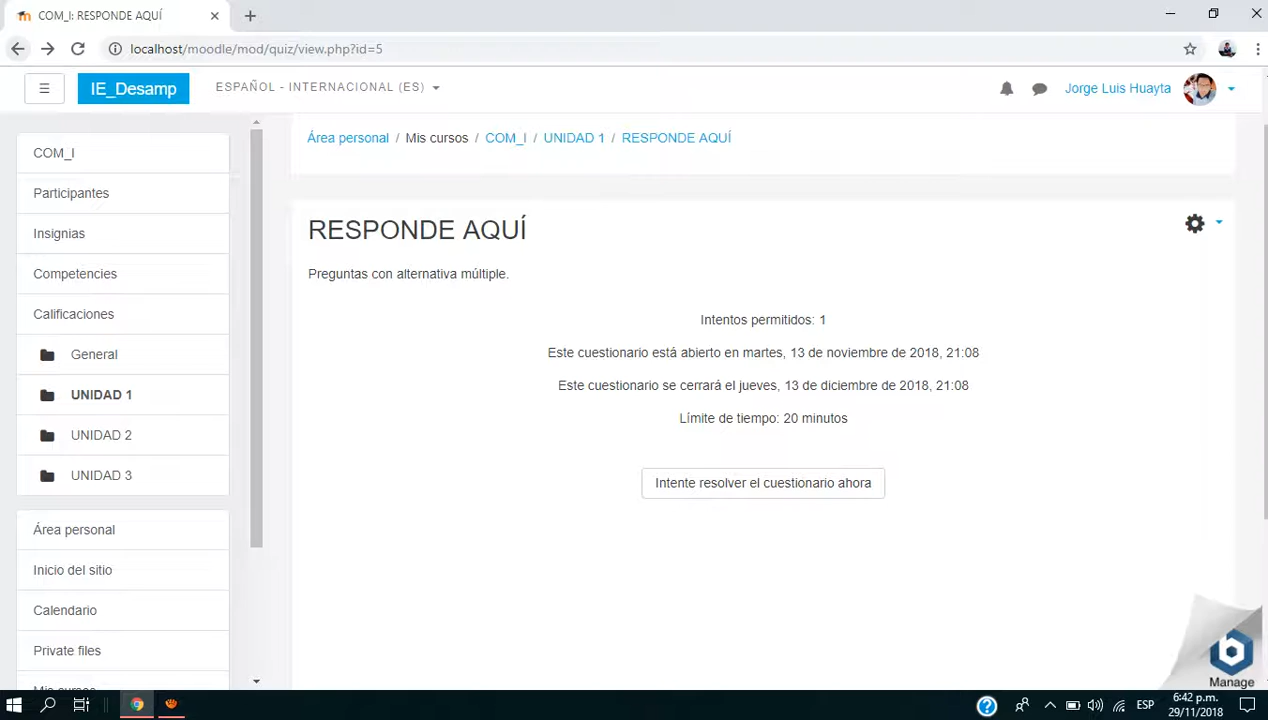 COM_I: RESPONDE AQUÍ
localhost/moodle/mod/quiz/view.php?id=5
IE_Desamp
ESPAÑOL - INTERNACIONAL (ES)
Jorge Luis Huayta
COM_I
Participantes
Insignias
Competencies
Calificaciones
General
UNIDAD 1
UNIDAD 2
UNIDAD 3
Área personal
Inicio del sitio
Calendario
Private files
Mis cursos
Área personal / Mis cursos / COM_I / UNIDAD 1 / RESPONDE AQUÍ
RESPONDE AQUÍ
Preguntas con alternativa múltiple.
Intentos permitidos: 1
Este cuestionario está abierto en martes, 13 de noviembre de 2018, 21:08
Este cuestionario se cerrará el jueves, 13 de diciembre de 2018, 21:08
Límite de tiempo: 20 minutos
Intente resolver el cuestionario ahora
Manage
ESP
6:42 p.m.
29/11/2018